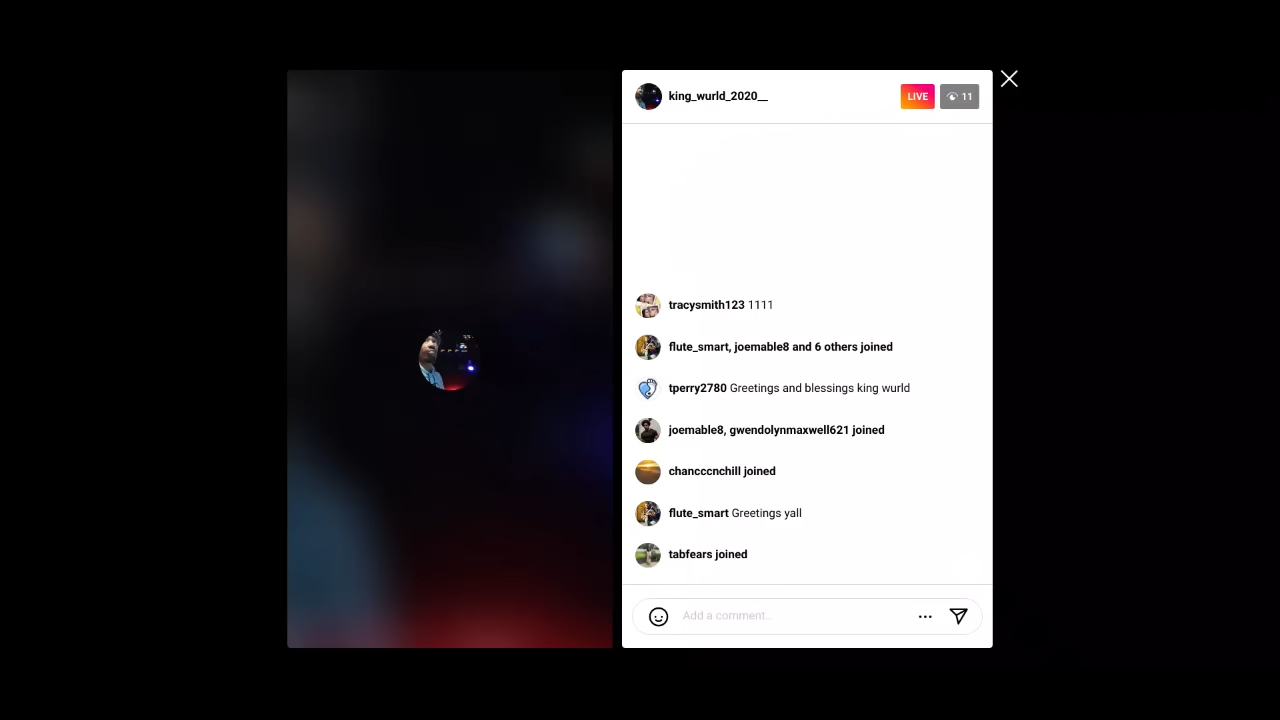 king_wurld_2020__
LIVE
11
tracysmith123 1111
flute_smart, joemable8 and 6 others joined
tperry2780 Greetings and blessings king wurld
joemable8, gwendolynmaxwell621 joined
chancccnchill joined
flute_smart Greetings yall
tabfears joined
Add a comment...